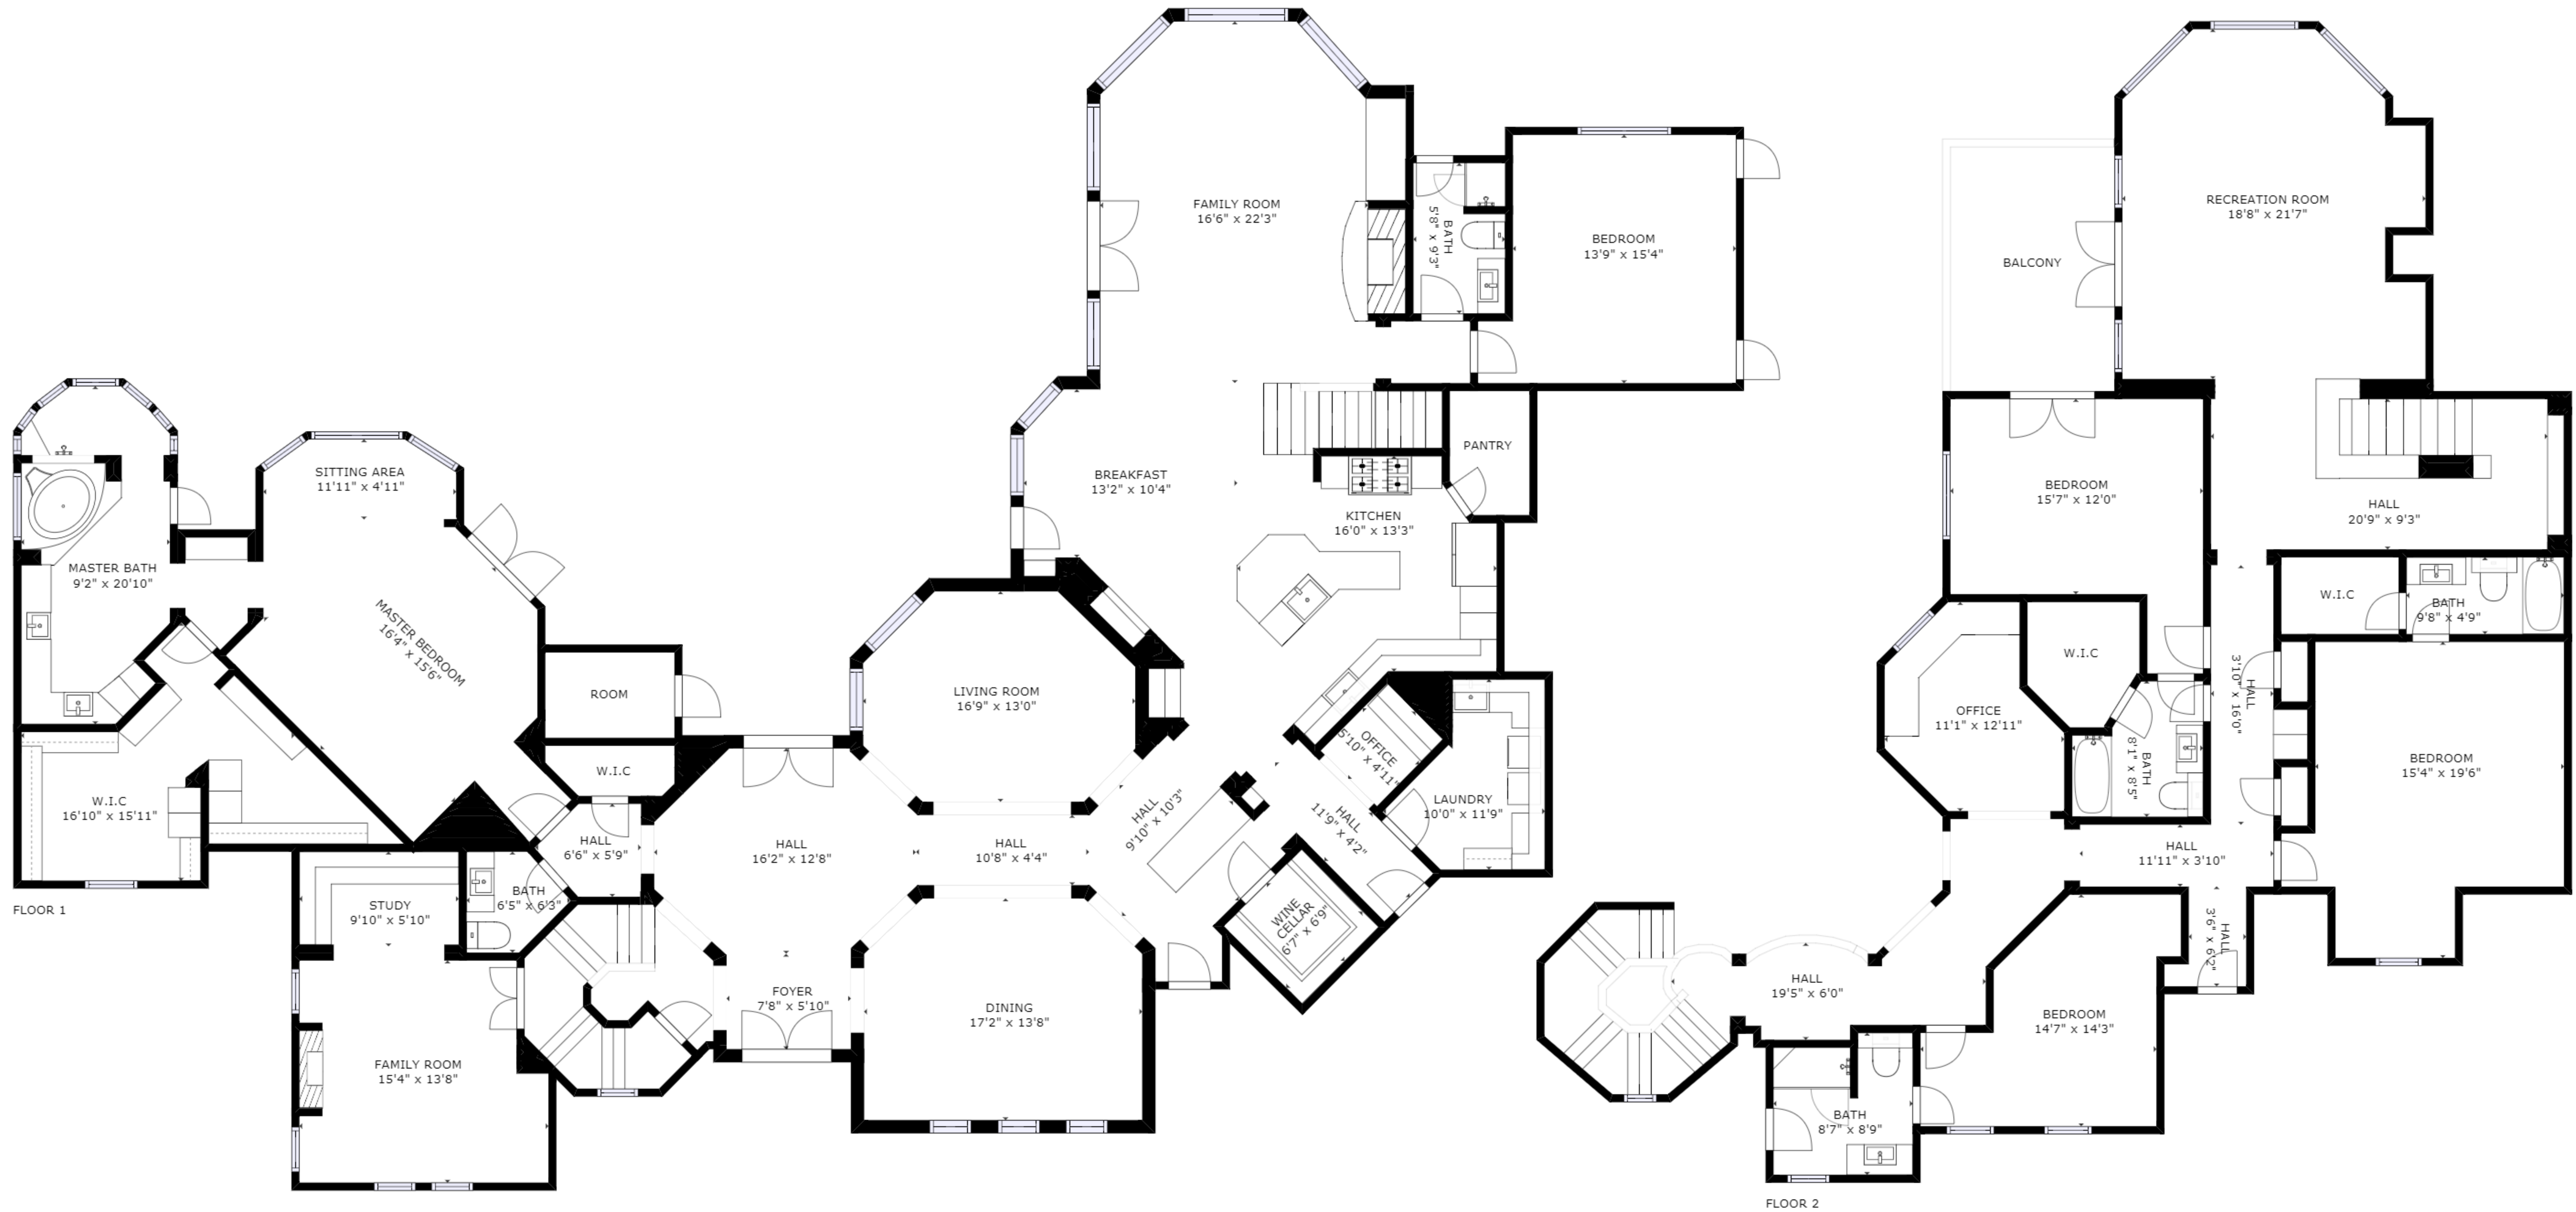 FAMILY ROOM
16'6" x 22'3"
BATH
5'8" x 9'3"
BEDROOM
13'9" x 15'4"
PANTRY
BREAKFAST
13'2" x 10'4"
KITCHEN
16'0" x 13'3"
SITTING AREA
11'11" x 4'11"
MASTER BATH
9'2" x 20'10"
MASTER BEDROOM
16'4" x 15'6"
ROOM
LIVING ROOM
16'9" x 13'0"
W.I.C
W.I.C
16'10" x 15'11"
OFFICE
5'10" x 4'11"
LAUNDRY
10'0" x 11'9"
HALL
9'10" x 10'3"
HALL
11'9" x 4'2"
HALL
6'6" x 5'9"
HALL
16'2" x 12'8"
HALL
10'8" x 4'4"
BATH
6'5" x 6'3"
STUDY
9'10" x 5'10"
WINE
CELLAR
6'7" x 6'9"
FOYER
7'8" x 5'10"
DINING
17'2" x 13'8"
FAMILY ROOM
15'4" x 13'8"
FLOOR 1
RECREATION ROOM
18'8" x 21'7"
BALCONY
BEDROOM
15'7" x 12'0"
HALL
20'9" x 9'3"
W.I.C
BATH
9'8" x 4'9"
W.I.C
HALL
3'10" x 16'0"
OFFICE
11'1" x 12'11"
BATH
8'1" x 8'5"
BEDROOM
15'4" x 19'6"
HALL
11'11" x 3'10"
HALL
3'6" x 6'2"
HALL
19'5" x 6'0"
BEDROOM
14'7" x 14'3"
BATH
8'7" x 8'9"
FLOOR 2